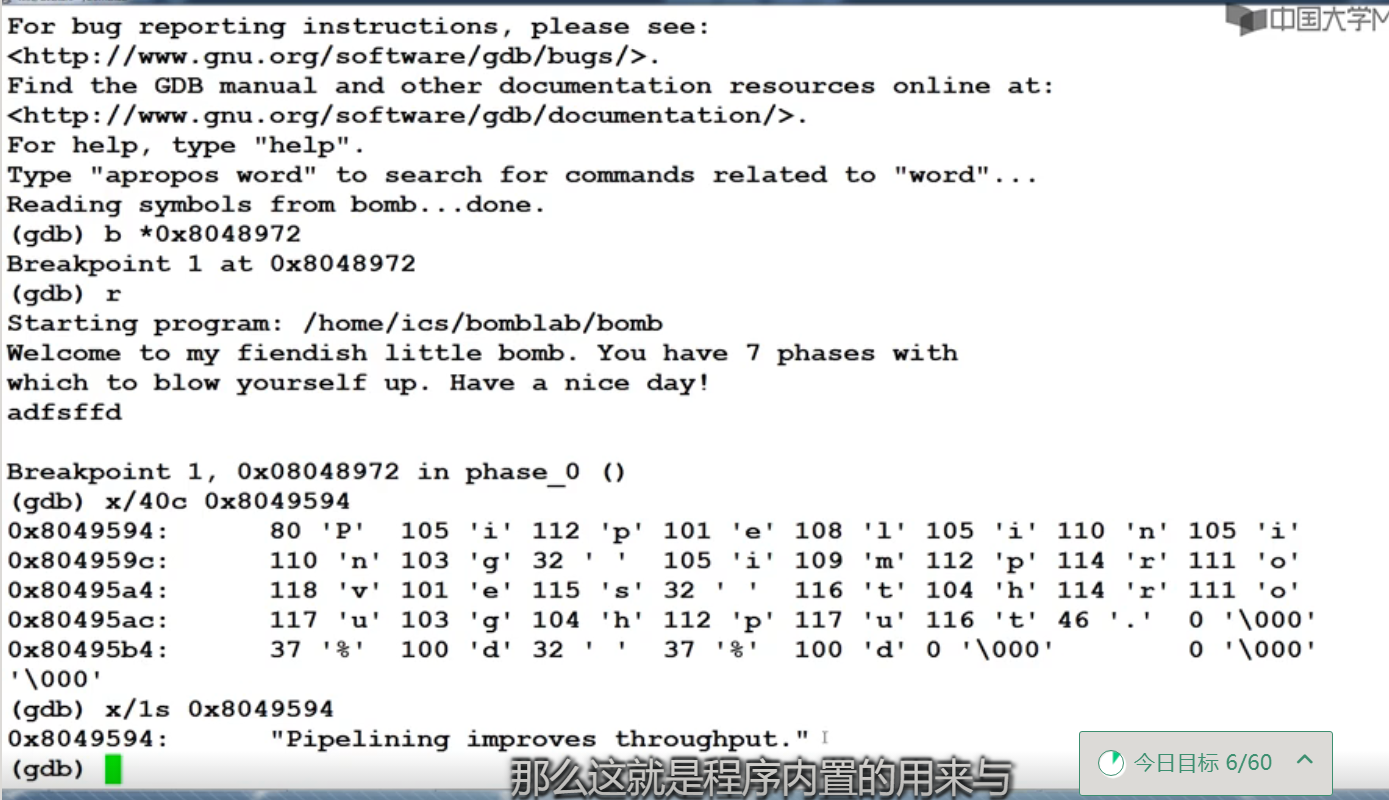 中国大学M
For bug reporting instructions, please see:
<http://www.gnu.org/software/gdb/bugs/>.
Find the GDB manual and other documentation resources online at:
<http://www.gnu.org/software/gdb/documentation/>.
For help, type "help".
Type "apropos word" to search for commands related to "word"...
Reading symbols from bomb...done.
(gdb) b *0x8048972
Breakpoint 1 at 0x8048972
(gdb) r
Starting program: /home/ics/bomblab/bomb
Welcome to my fiendish little bomb. You have 7 phases with
which to blow yourself up. Have a nice day!
adfsffd
Breakpoint 1, 0x08048972 in phase_0 ()
(gdb) x/40c 0x8049594
0x8049594: 80 'P' 105 'i' 112 'p' 101 'e' 108 'l' 105 'i' 110 'n' 105 'i'
0x804959c: 110 'n' 103 'g' 32 ' ' 105 'i' 109 'm' 112 'p' 114 'r' 111 'o'
0x80495a4: 118 'v' 101 'e' 115 's' 32 ' ' 116 't' 104 'h' 114 'r' 111 'o'
0x80495ac: 117 'u' 103 'g' 104 'h' 112 'p' 117 'u' 116 't' 46 '.' 0 '\000'
0x80495b4: 37 '%' 100 'd' 32 ' ' 37 '%' 100 'd' 0 '\000' 0 '\000'
'\000'
(gdb) x/1s 0x8049594
0x8049594: "Pipelining improves throughput."
(gdb)
那么这就是程序内置的用来与
今日目标 6/60